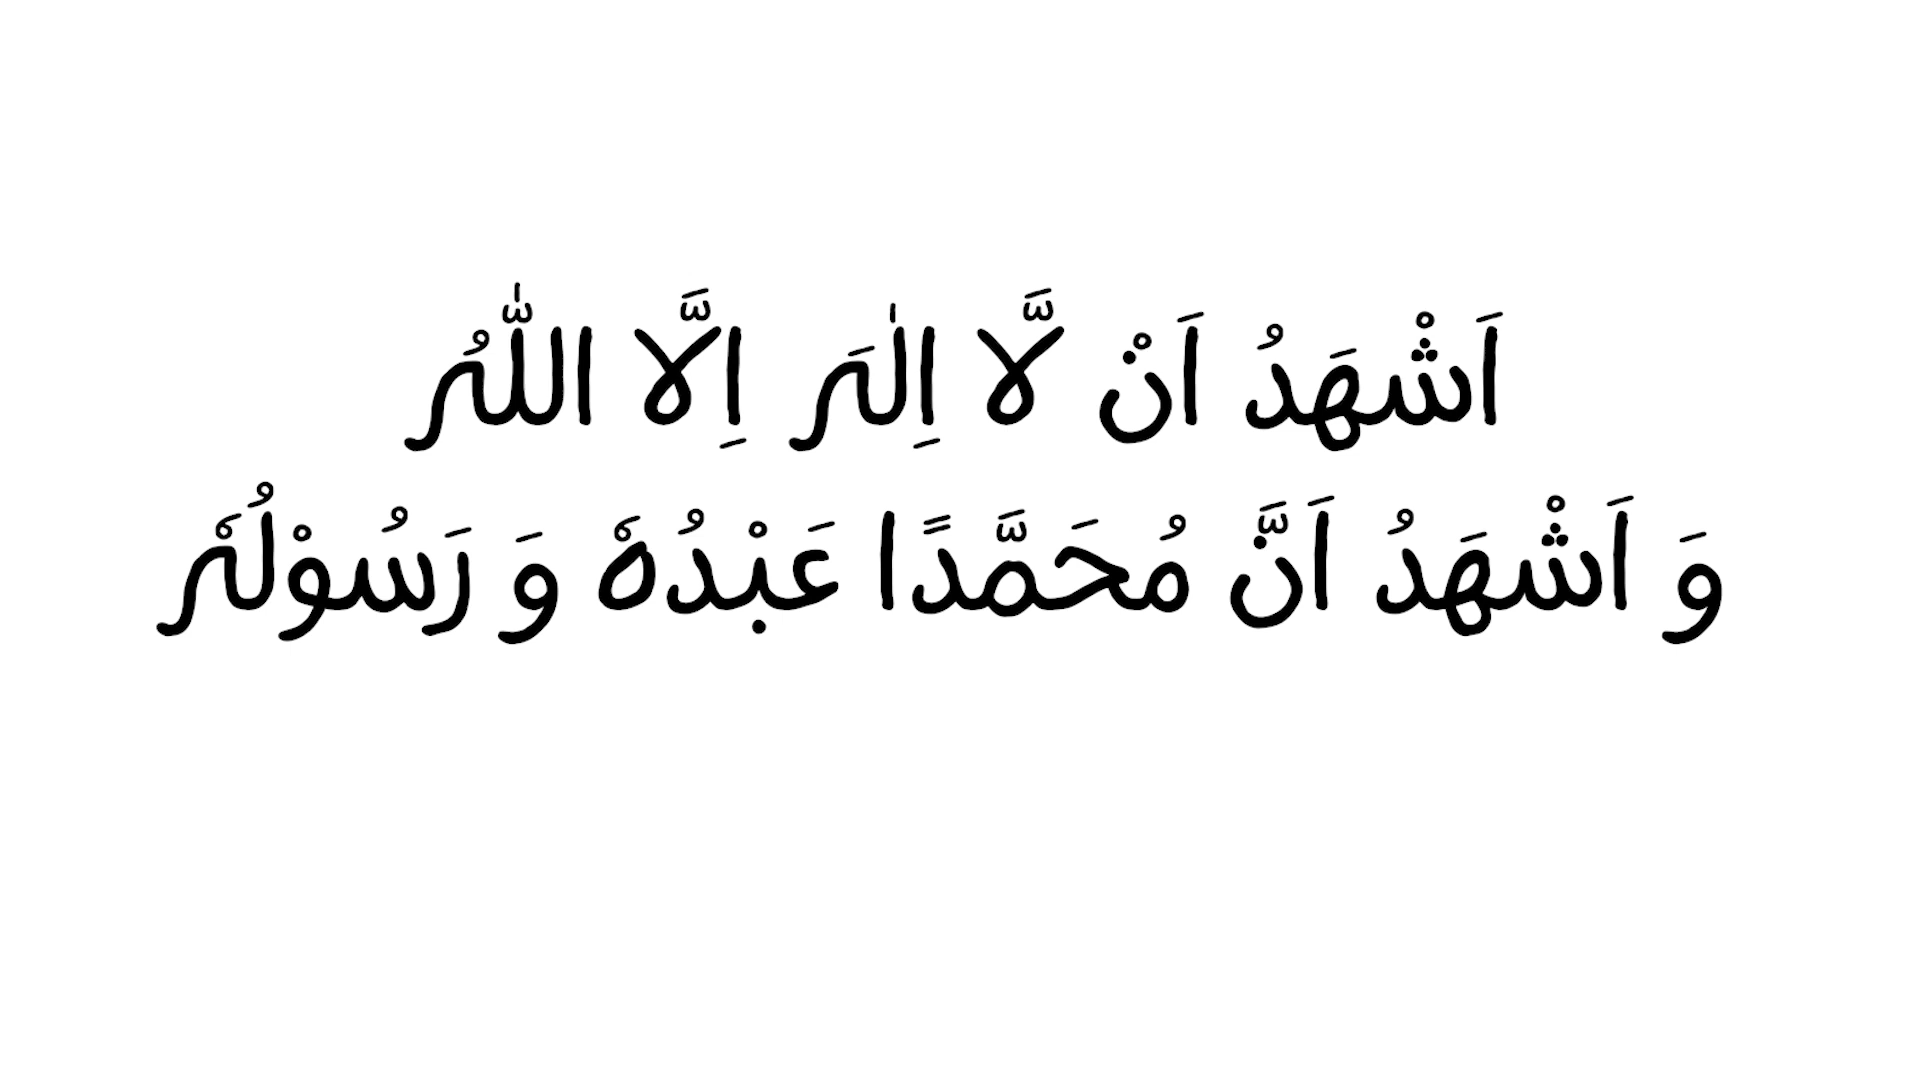 اَشْهَدُ اَنْ لَّا اِلٰهَ اِلَّا اللّٰهُ
وَ اَشْهَدُ اَنَّ مُحَمَّدًا عَبْدُهٗ وَ رَسُوْلُهٗ